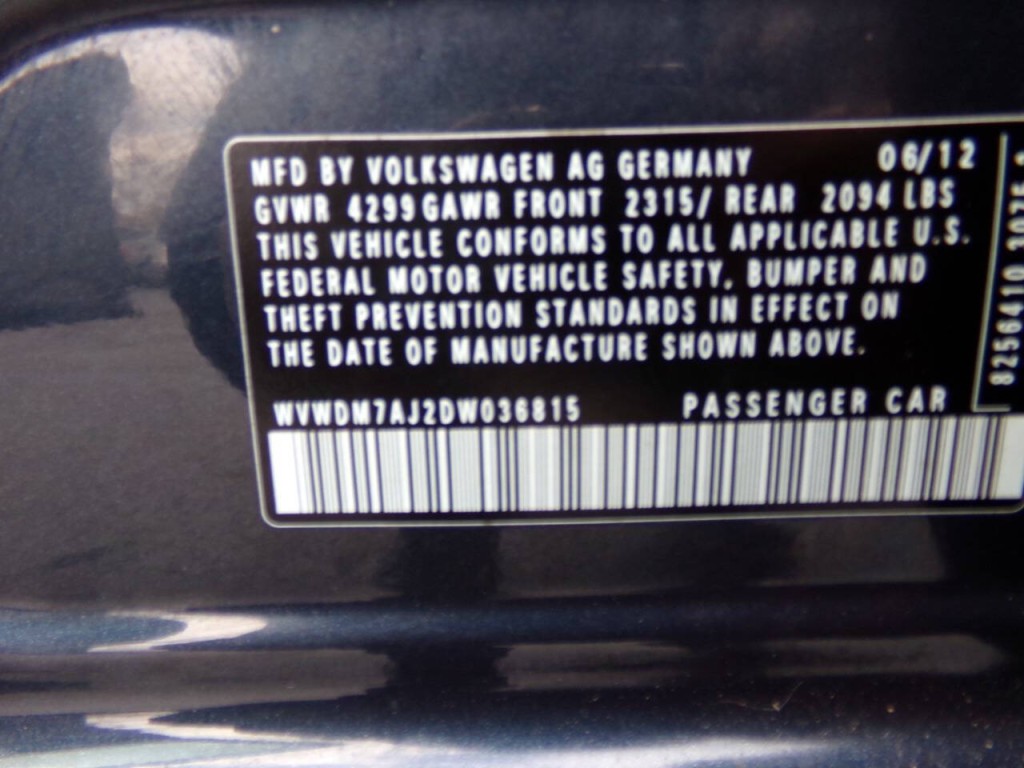 MFD BY VOLKSWAGEN AG GERMANY 06/12
GVWR 4299 GAWR FRONT 2315/ REAR 2094 LBS
THIS VEHICLE CONFORMS TO ALL APPLICABLE U.S.
FEDERAL MOTOR VEHICLE SAFETY, BUMPER AND
THEFT PREVENTION STANDARDS IN EFFECT ON
THE DATE OF MANUFACTURE SHOWN ABOVE.
WVWDM7AJ2DW036815 PASSENGER CAR
8256410